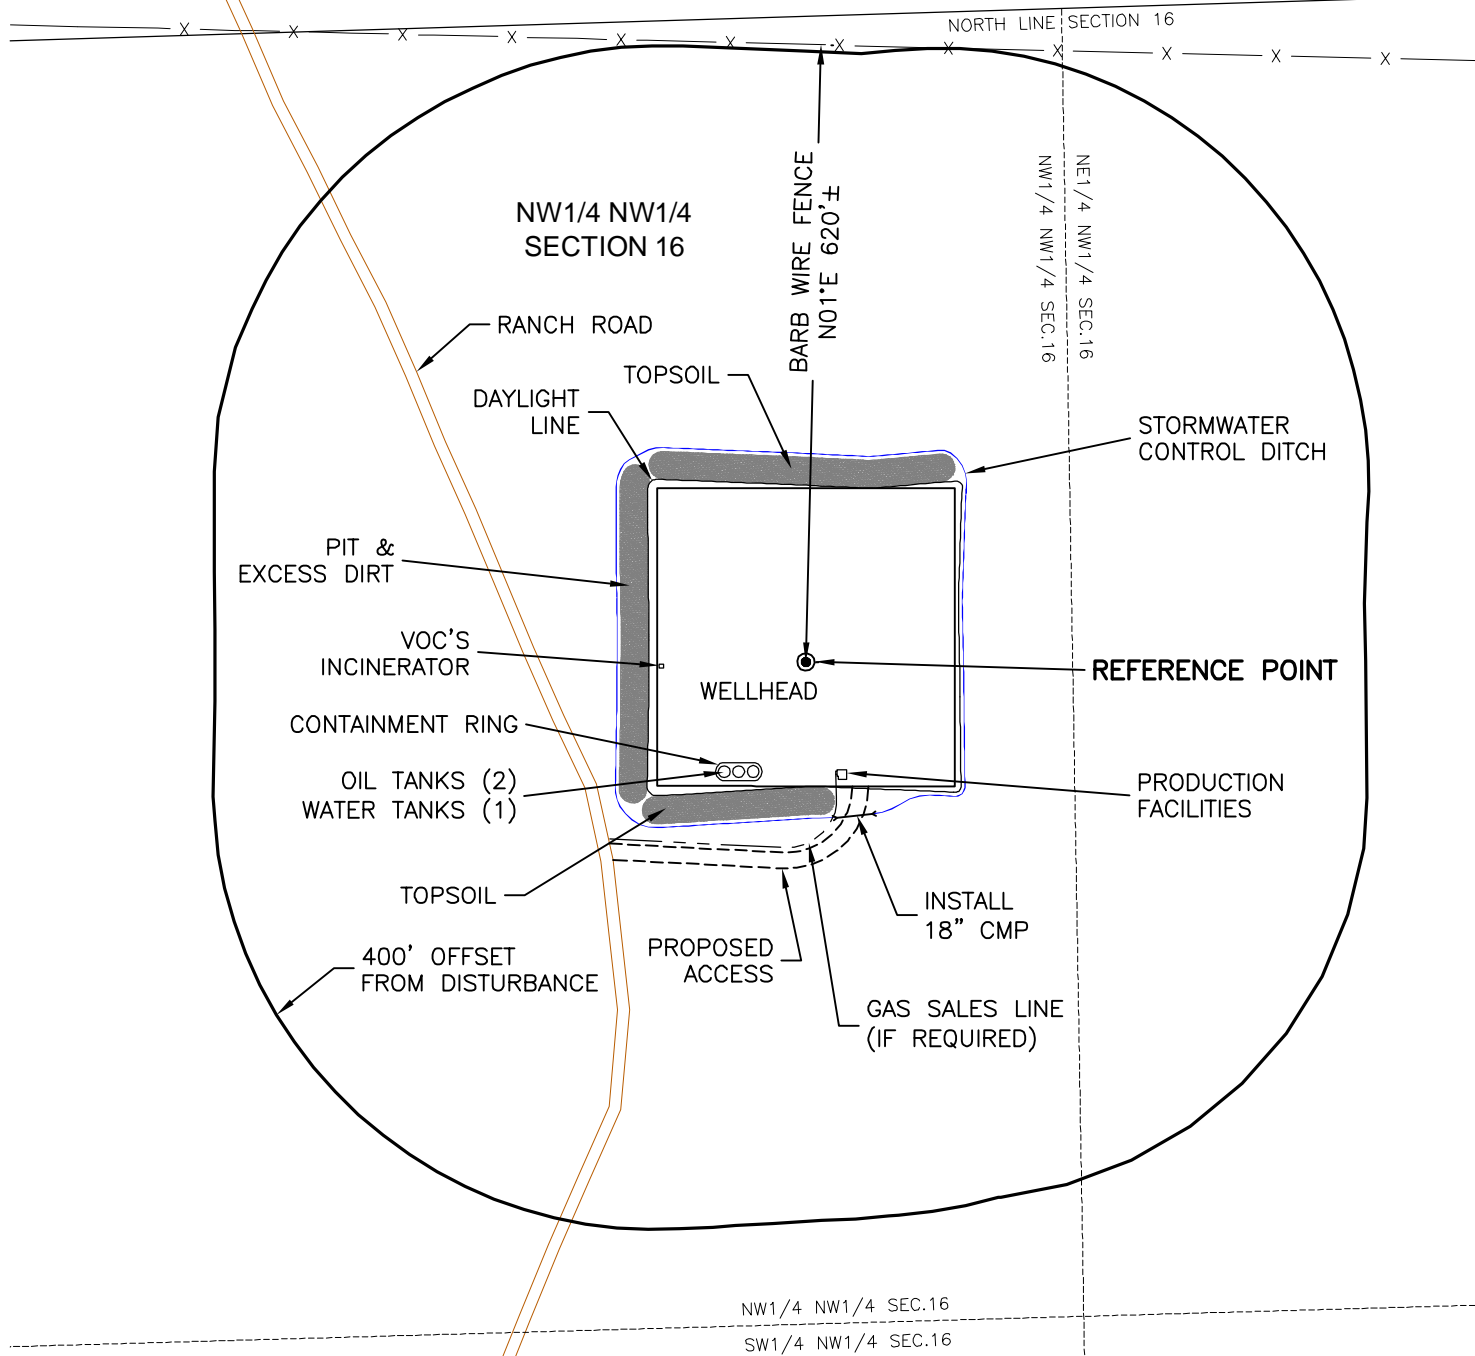 NORTH LINE SECTION 16
BARB WIRE FENCE
N01°E 620'±
NW1/4 NW1/4 SEC.16
NE1/4 NW1/4 SEC.16
NW1/4 NW1/4
SECTION 16
RANCH ROAD
TOPSOIL
DAYLIGHT
LINE
STORMWATER
CONTROL DITCH
PIT &
EXCESS DIRT
VOC'S
INCINERATOR
WELLHEAD
REFERENCE POINT
CONTAINMENT RING
OIL TANKS (2)
WATER TANKS (1)
PRODUCTION
FACILITIES
TOPSOIL
INSTALL
18" CMP
PROPOSED
ACCESS
400' OFFSET
FROM DISTURBANCE
GAS SALES LINE
(IF REQUIRED)
NW1/4 NW1/4 SEC.16
SW1/4 NW1/4 SEC.16